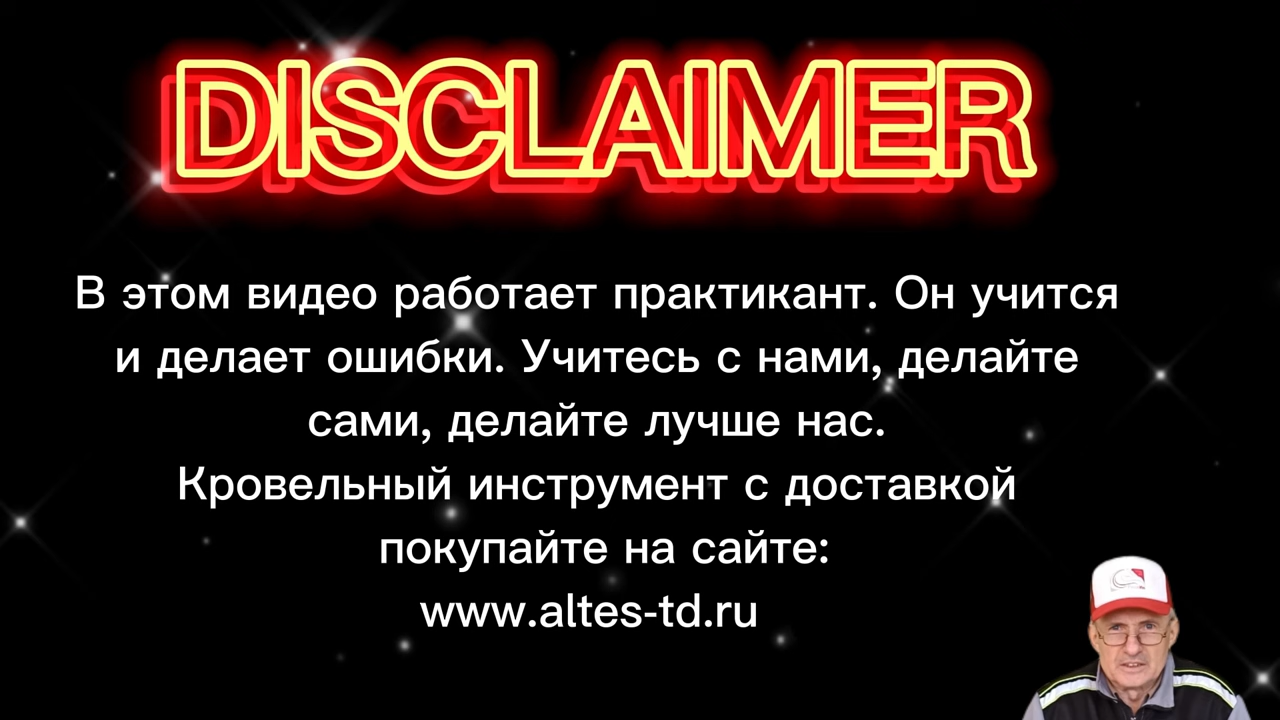 DISCLAIMER
В этом видео работает практикант. Он учится
и делает ошибки. Учитесь с нами, делайте
сами, делайте лучше нас.
Кровельный инструмент с доставкой
покупайте на сайте:
www.altes-td.ru